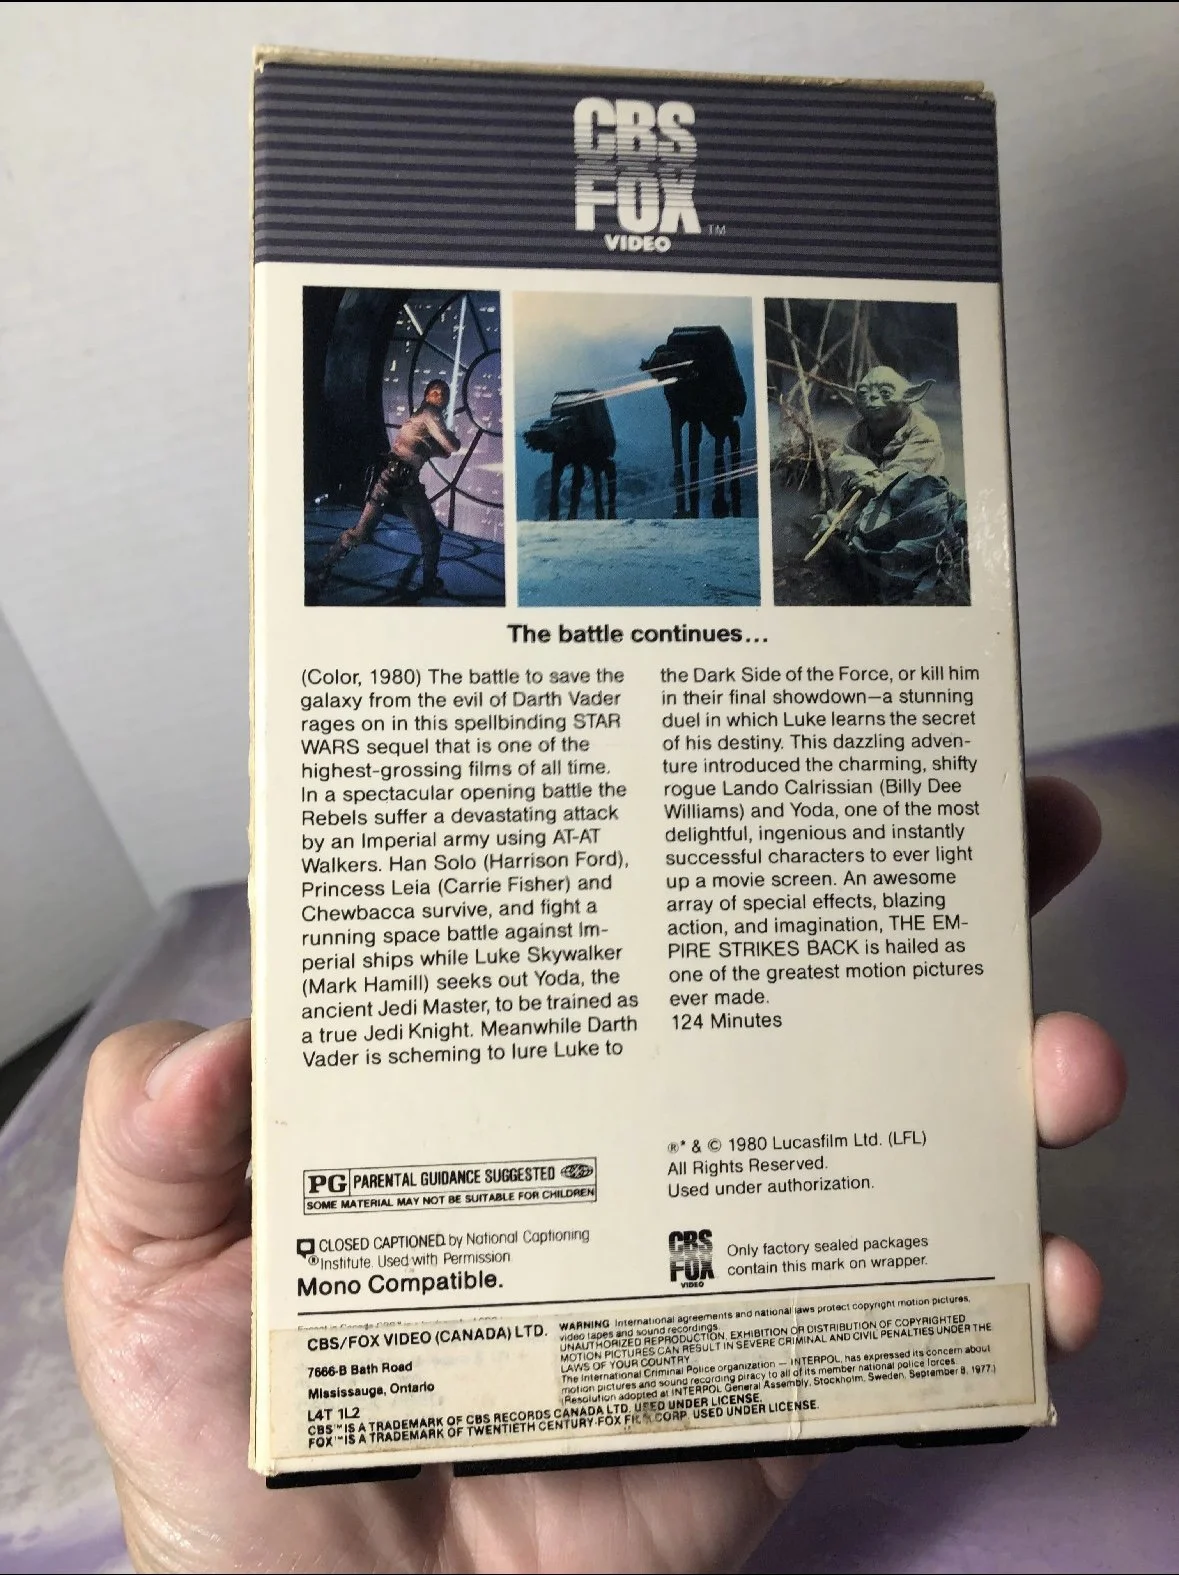 CBS
FOX
VIDEO
TM
The battle continues...
(Color, 1980) The battle to save the
galaxy from the evil of Darth Vader
rages on in this spellbinding STAR
WARS sequel that is one of the
highest-grossing films of all time.
In a spectacular opening battle the
Rebels suffer a devastating attack
by an Imperial army using AT-AT
Walkers. Han Solo (Harrison Ford),
Princess Leia (Carrie Fisher) and
Chewbacca survive, and fight a
running space battle against Im-
perial ships while Luke Skywalker
(Mark Hamill) seeks out Yoda, the
ancient Jedi Master, to be trained as
a true Jedi Knight. Meanwhile Darth
Vader is scheming to lure Luke to
the Dark Side of the Force, or kill him
in their final showdown—a stunning
duel in which Luke learns the secret
of his destiny. This dazzling adven-
ture introduced the charming, shifty
rogue Lando Calrissian (Billy Dee
Williams) and Yoda, one of the most
delightful, ingenious and instantly
successful characters to ever light
up a movie screen. An awesome
array of special effects, blazing
action, and imagination, THE EM-
PIRE STRIKES BACK is hailed as
one of the greatest motion pictures
ever made.
124 Minutes
®* & © 1980 Lucasfilm Ltd. (LFL)
All Rights Reserved.
Used under authorization.
PG PARENTAL GUIDANCE SUGGESTED
SOME MATERIAL MAY NOT BE SUITABLE FOR CHILDREN
CLOSED CAPTIONED by National Captioning
® Institute. Used with Permission
Mono Compatible.
CBS
FOX
VIDEO
Only factory sealed packages
contain this mark on wrapper.
CBS/FOX VIDEO (CANADA) LTD.
7666-B Bath Road
Mississauga, Ontario
L4T 1L2
WARNING International agreements and national laws protect copyright motion pictures,
video tapes and sound recordings.
UNAUTHORIZED REPRODUCTION, EXHIBITION OR DISTRIBUTION OF COPYRIGHTED
MOTION PICTURES CAN RESULT IN SEVERE CRIMINAL AND CIVIL PENALTIES UNDER THE
LAWS OF YOUR COUNTRY
The International Criminal Police organization — INTERPOL, has expressed its concern about
motion pictures and sound recording piracy to all of its member national police forces.
(Resolution adopted at INTERPOL General Assembly, Stockholm, Sweden, September 8, 1977.)
CBS™ IS A TRADEMARK OF CBS RECORDS CANADA LTD. USED UNDER LICENSE.
FOX™ IS A TRADEMARK OF TWENTIETH CENTURY-FOX FILM CORP. USED UNDER LICENSE.